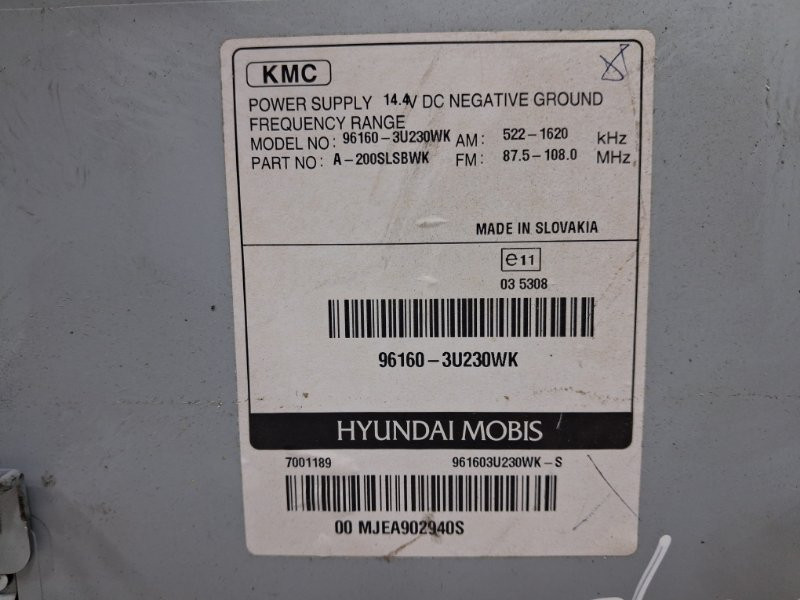 KMC
POWER SUPPLY 14.4V DC NEGATIVE GROUND
FREQUENCY RANGE
MODEL NO: 96160-3U230WK AM: 522-1620 kHz
PART NO: A-200SLSBWK FM: 87.5-108.0 MHz
MADE IN SLOVAKIA
e11
03 5308
96160-3U230WK
HYUNDAI MOBIS
7001189 961603U230WK-S
00 MJEA902940S